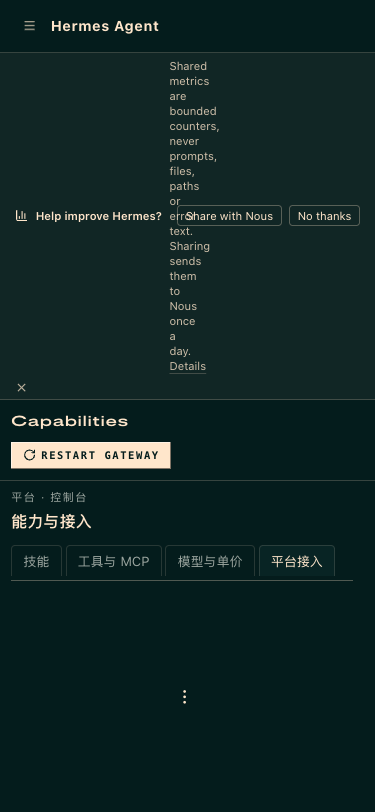 Hermes Agent
Shared
metrics
are
bounded
counters,
never
prompts,
files,
paths
or
error
text.
Sharing
sends
them
to
Nous
once
a
day.
Details
Help improve Hermes?
Share with Nous
No thanks
Capabilities
RESTART GATEWAY
平台 · 控制台
能力与接入
技能 工具与 MCP 模型与单价 平台接入